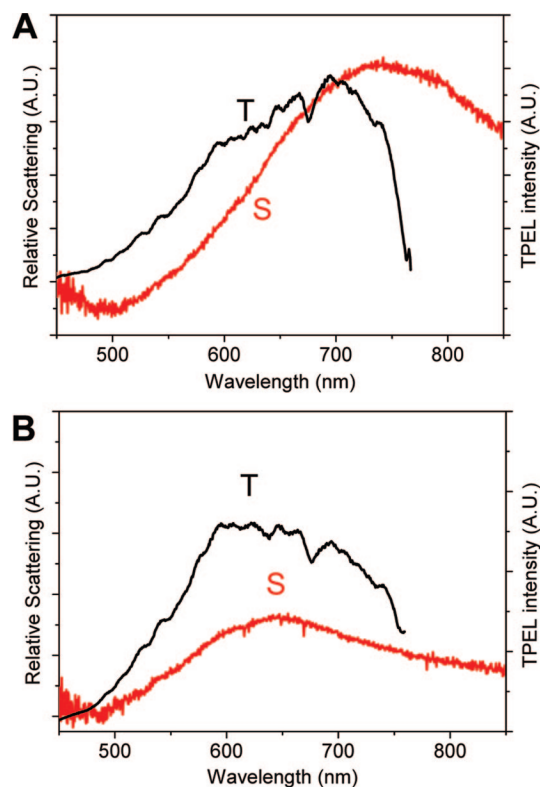 A
Relative Scattering (A.U.)
T
S
TPEL intensity (A.U.)
500 600 700 800
Wavelength (nm)
B
Relative Scattering (A.U.)
T
S
TPEL intensity (A.U.)
500 600 700 800
Wavelength (nm)